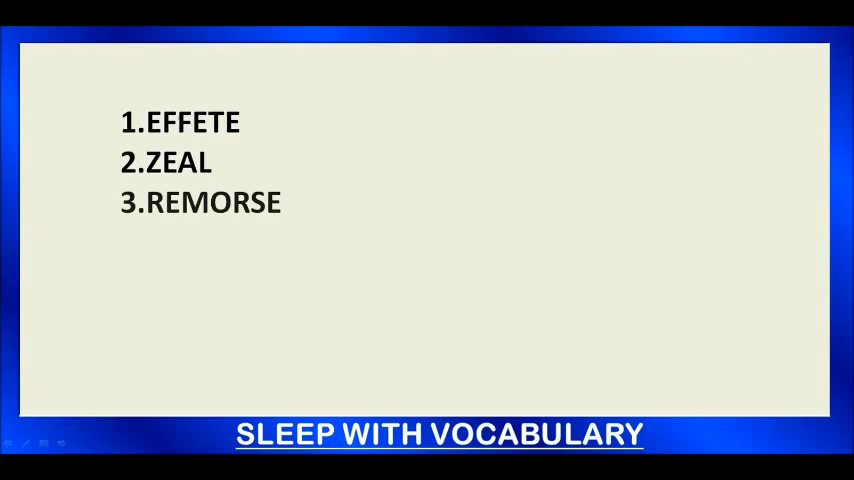 1.EFFETE
2.ZEAL
3.REMORSE
SLEEP WITH VOCABULARY